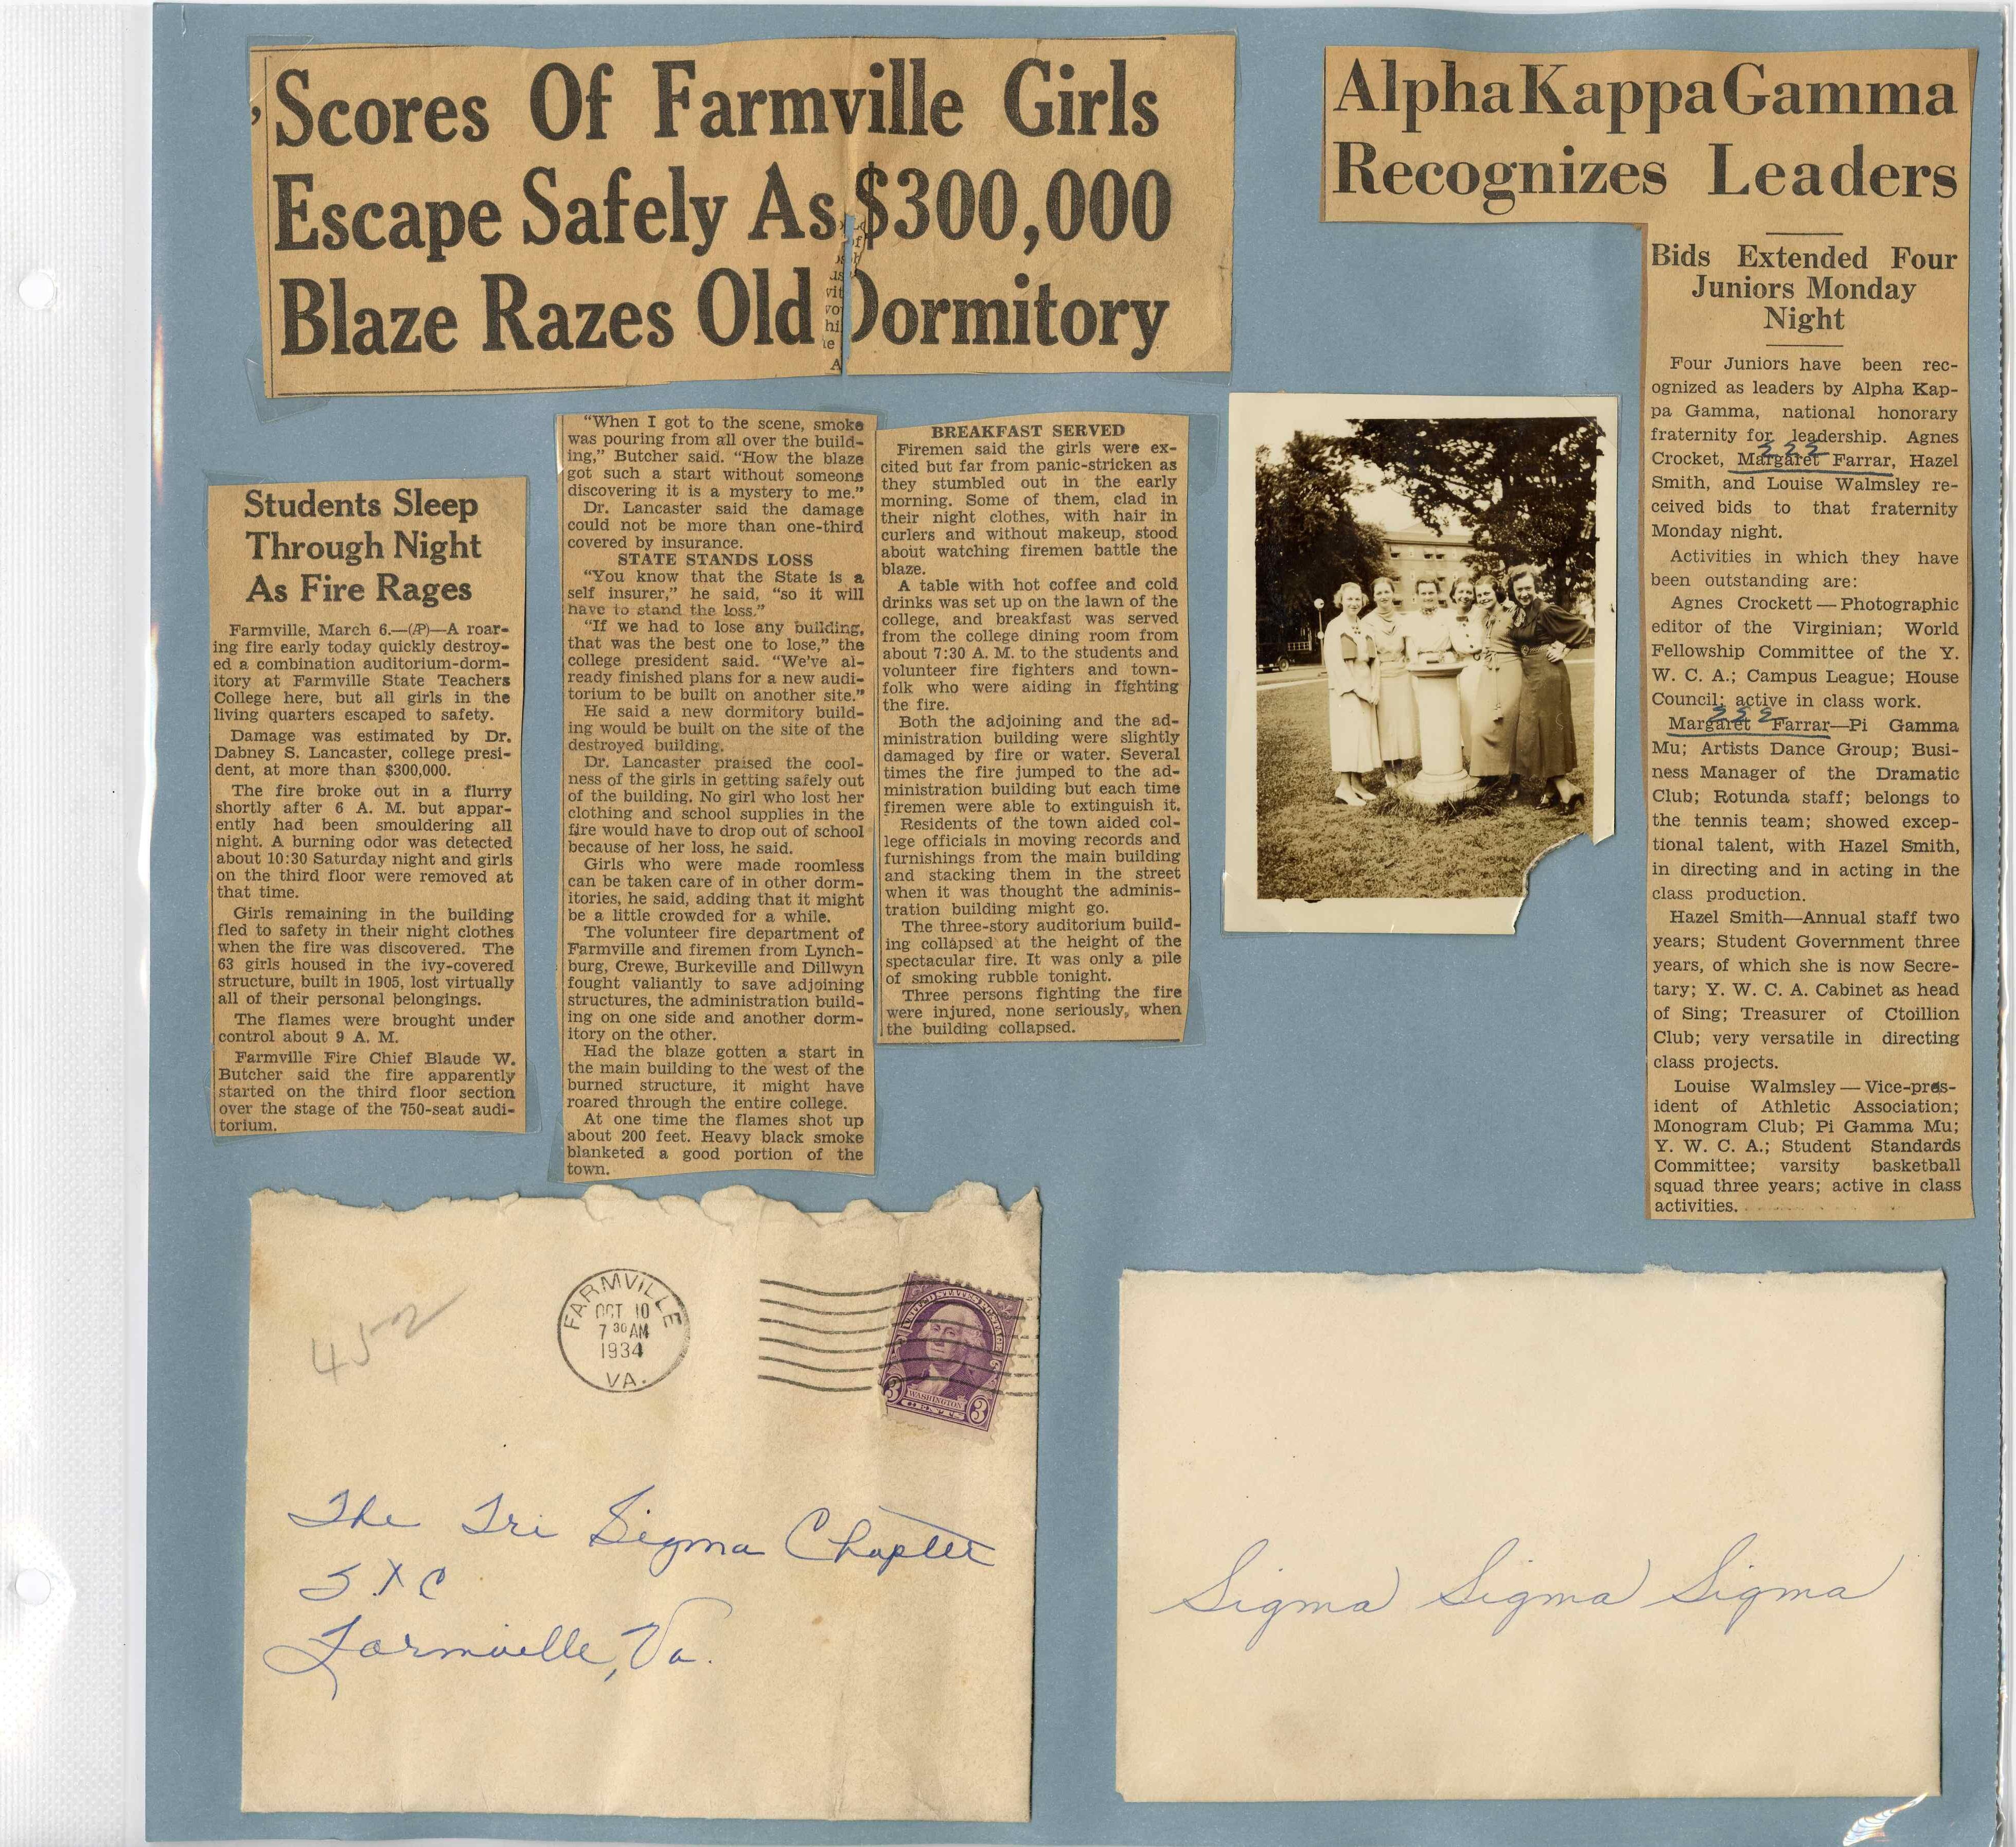 Scores Of Farmville Girls
Escape Safely As $300,000
Blaze Razes Old Dormitory
Students Sleep
Through Night
As Fire Rages
Farmville, March 6.—(AP)—A roar-
ing fire early today quickly destroy-
ed a combination auditorium-dorm-
itory at Farmville State Teachers
College here, but all girls in the
living quarters escaped to safety.
Damage was estimated by Dr.
Dabney S. Lancaster, college presi-
dent, at more than $300,000.
The fire broke out in a flurry
shortly after 6 A. M. but appar-
ently had been smouldering all
night. A burning odor was detected
about 10:30 Saturday night and girls
on the third floor were removed at
that time.
Girls remaining in the building
fled to safety in their night clothes
when the fire was discovered. The
63 girls housed in the ivy-covered
structure, built in 1905, lost virtually
all of their personal belongings.
The flames were brought under
control about 9 A. M.
Farmville Fire Chief Blaude W.
Butcher said the fire apparently
started on the third floor section
over the stage of the 750-seat audi-
torium.
"When I got to the scene, smoke
was pouring from all over the build-
ing," Butcher said. "How the blaze
got such a start without someone
discovering it is a mystery to me."
Dr. Lancaster said the damage
could not be more than one-third
covered by insurance.
STATE STANDS LOSS
"You know that the State is a
self insurer," he said, "so it will
have to stand the loss."
"If we had to lose any building,
that was the best one to lose," the
college president said. "We've al-
ready finished plans for a new audi-
torium to be built on another site."
He said a new dormitory build-
ing would be built on the site of the
destroyed building.
Dr. Lancaster praised the cool-
ness of the girls in getting safely out
of the building. No girl who lost her
clothing and school supplies in the
fire would have to drop out of school
because of her loss, he said.
Girls who were made roomless
can be taken care of in other dorm-
itories, he said, adding that it might
be a little crowded for a while.
The volunteer fire department of
Farmville and firemen from Lynch-
burg, Crewe, Burkeville and Dillwyn
fought valiantly to save adjoining
structures, the administration build-
ing on one side and another dorm-
itory on the other.
Had the blaze gotten a start in
the main building to the west of the
burned structure, it might have
roared through the entire college.
At one time the flames shot up
about 200 feet. Heavy black smoke
blanketed a good portion of the
town.
BREAKFAST SERVED
Firemen said the girls were ex-
cited but far from panic-stricken as
they stumbled out in the early
morning. Some of them, clad in
their night clothes, with hair in
curlers and without makeup, stood
about watching firemen battle the
blaze.
A table with hot coffee and cold
drinks was set up on the lawn of the
college, and breakfast was served
from the college dining room from
about 7:30 A. M. to the students and
volunteer fire fighters and town-
folk who were aiding in fighting
the fire.
Both the adjoining and the ad-
ministration building were slightly
damaged by fire or water. Several
times the fire jumped to the ad-
ministration building but each time
firemen were able to extinguish it.
Residents of the town aided col-
lege officials in moving records and
furnishings from the main building
and stacking them in the street
when it was thought the adminis-
tration building might go.
The three-story auditorium build-
ing collapsed at the height of the
spectacular fire. It was only a pile
of smoking rubble tonight.
Three persons fighting the fire
were injured, none seriously, when
the building collapsed.
Alpha Kappa Gamma
Recognizes Leaders
Bids Extended Four
Juniors Monday
Night
Four Juniors have been rec-
ognized as leaders by Alpha Kap-
pa Gamma, national honorary
fraternity for leadership. Agnes
Σ Σ Σ
Crocket, Margaret Farrar, Hazel
Smith, and Louise Walmsley re-
ceived bids to that fraternity
Monday night.
Activities in which they have
been outstanding are:
Agnes Crockett — Photographic
editor of the Virginian; World
Fellowship Committee of the Y.
W. C. A.; Campus League; House
Council; active in class work.
Σ Σ Σ
Margaret Farrar—Pi Gamma
Mu; Artists Dance Group; Busi-
ness Manager of the Dramatic
Club; Rotunda staff; belongs to
the tennis team; showed excep-
tional talent, with Hazel Smith,
in directing and in acting in the
class production.
Hazel Smith—Annual staff two
years; Student Government three
years, of which she is now Secre-
tary; Y. W. C. A. Cabinet as head
of Sing; Treasurer of Ctoillion
Club; very versatile in directing
class projects.
Louise Walmsley — Vice-pres-
ident of Athletic Association;
Monogram Club; Pi Gamma Mu;
Y. W. C. A.; Student Standards
Committee; varsity basketball
squad three years; active in class
activities.
FARMVILLE
OCT 10
7 30 AM
1934
VA.
UNITED STATES POSTAGE
WASHINGTON
3 CENTS 3
The Tri Sigma Chapter
S T C
Farmville, Va.
Sigma Sigma Sigma